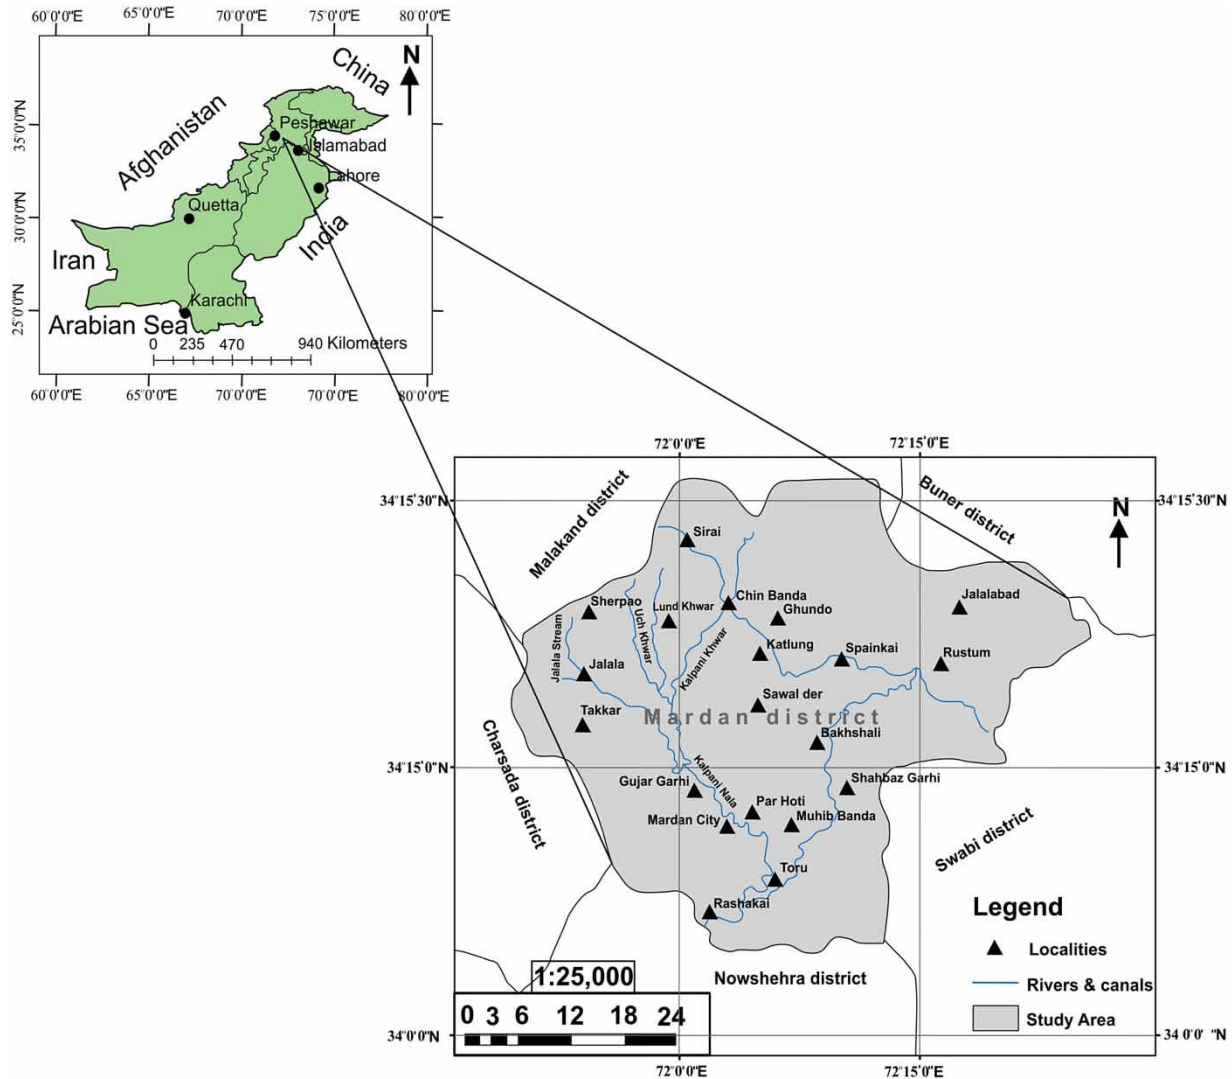 60°0'0"E 65°0'0"E 70°0'0"E 75°0'0"E 80°0'0"E
N
China
Afghanistan
35°0'0"N
Peshawar
Islamabad
Lahore
Quetta
30°0'0"N
India
Iran
Karachi
25°0'0"N
Arabian Sea
0 235 470 940 Kilometers
60°0'0"E 65°0'0"E 70°0'0"E 70°0'0"E 80°0'0"E
72°0'0"E 72°15'0"E
34°15'30"N 34°15'30"N
Malakand district
Buner district
N
Sirai
Sherpao
Lund Khwar
Chin Banda
Ghundo
Jalalabad
Jalala Stream
Uch Khwar
Kalpani Khwar
Katlung
Spainkai
Rustum
Jalala
Sawal der
Takkar
Mardan district
Bakhshali
Charsada district
34°15'0"N 34°15'0"N
Gujar Garhi
Kalpani Nala
Shahbaz Garhi
Par Hoti
Mardan City
Muhib Banda
Swabi district
Toru
Rashakai
Legend
Localities
Rivers & canals
Study Area
Nowshehra district
1:25,000
0 3 6 12 18 24
34°0'0"N 34°0'0"N
72°0'0"E 72°15'0"E